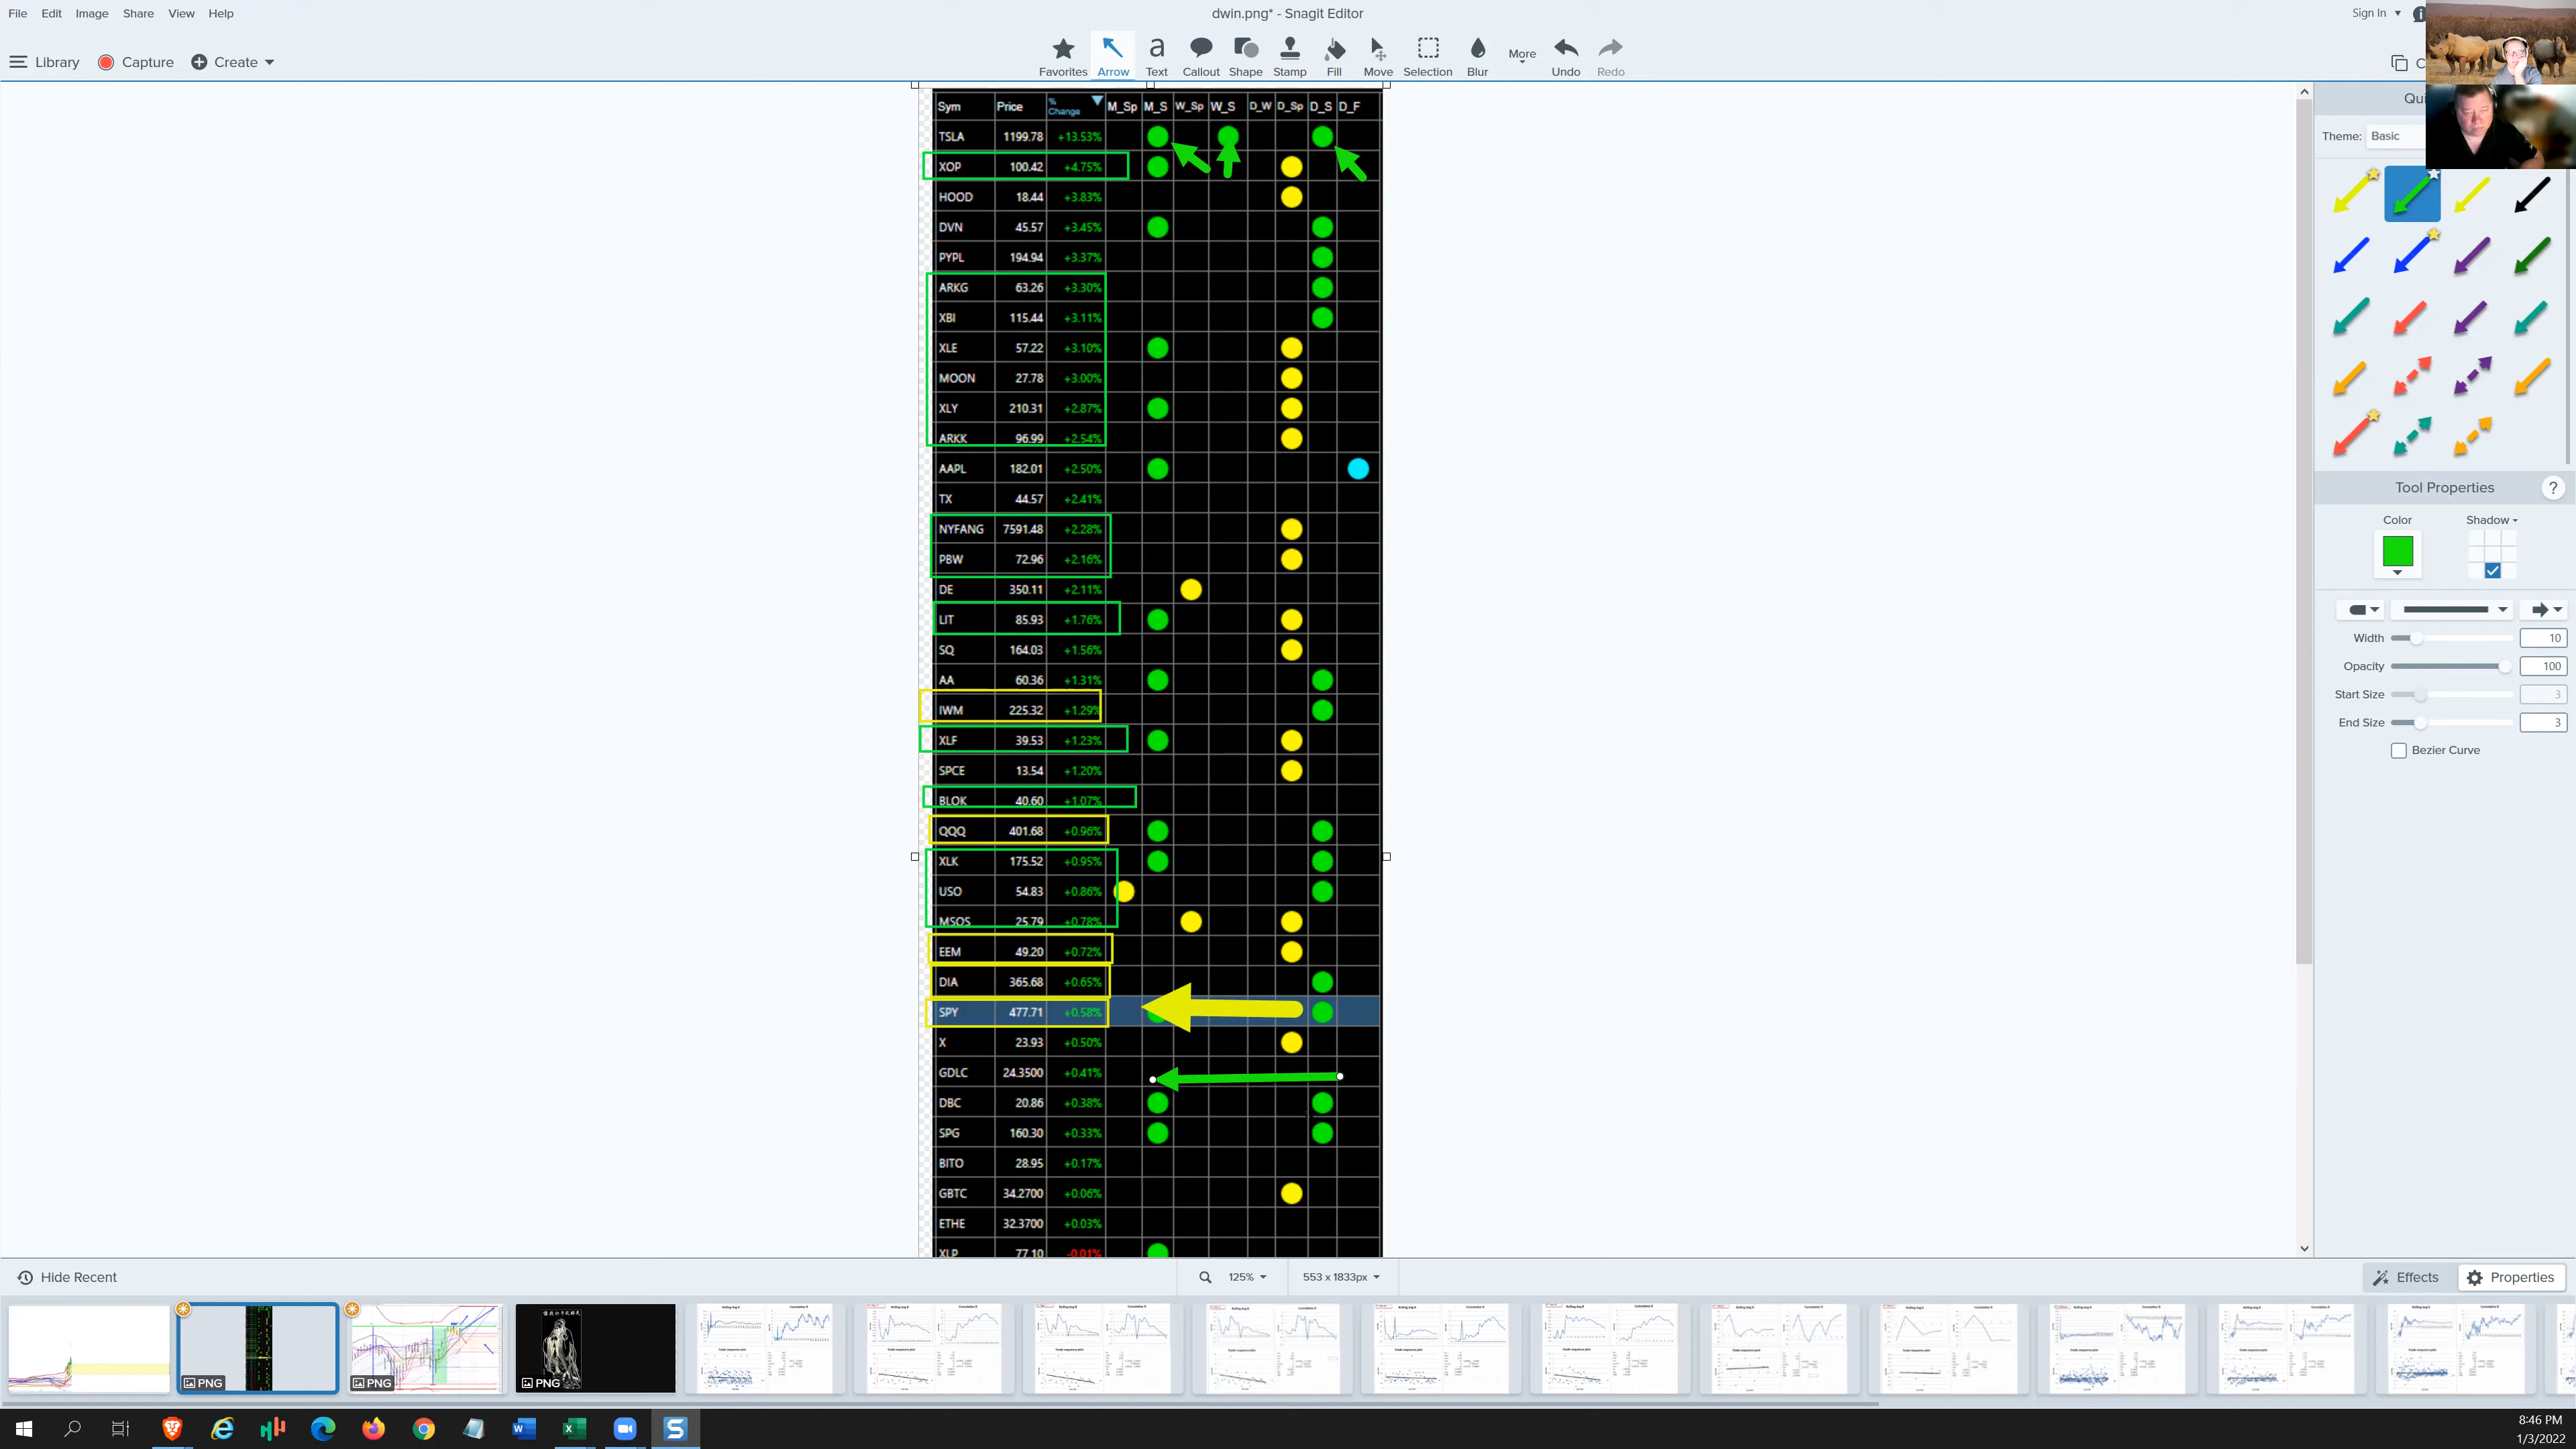 File Edit Image Share View Help
dwin.png* - Snagit Editor
Sign In
Library Capture Create
Favorites Arrow Text Callout Shape Stamp Fill Move Selection Blur More Undo Redo
Theme: Basic
Sym Price % Change M_Sp M_S W_Sp W_S D_W D_Sp D_S D_F
TSLA 1199.78 +13.53%
XOP 100.42 +4.75%
HOOD 18.44 +3.83%
DVN 45.57 +3.45%
PYPL 194.94 +3.37%
ARKG 63.26 +3.30%
XBI 115.44 +3.11%
XLE 57.22 +3.10%
MOON 27.78 +3.00%
XLY 210.31 +2.87%
ARKK 96.99 +2.54%
AAPL 182.01 +2.50%
TX 44.57 +2.41%
NYFANG 7591.48 +2.28%
PBW 72.96 +2.16%
DE 350.11 +2.11%
LIT 85.93 +1.76%
SQ 164.03 +1.56%
AA 60.36 +1.31%
IWM 225.32 +1.29%
XLF 39.53 +1.23%
SPCE 13.54 +1.20%
BLOK 40.60 +1.07%
QQQ 401.68 +0.96%
XLK 175.52 +0.95%
USO 54.83 +0.86%
MSOS 25.79 +0.78%
EEM 49.20 +0.72%
DIA 365.68 +0.65%
SPY 477.71 +0.58%
X 23.93 +0.50%
GDLC 24.3500 +0.41%
DBC 20.86 +0.38%
SPG 160.30 +0.33%
BITO 28.95 +0.17%
GBTC 34.2700 +0.06%
ETHE 32.3700 +0.03%
XLP 77.10 -0.01%
Tool Properties ?
Color Shadow
Width 10
Opacity 100
Start Size 3
End Size 3
Bezier Curve
Hide Recent
125% 553 x 1833px
Effects Properties
PNG PNG PNG
8:46 PM
1/3/2022